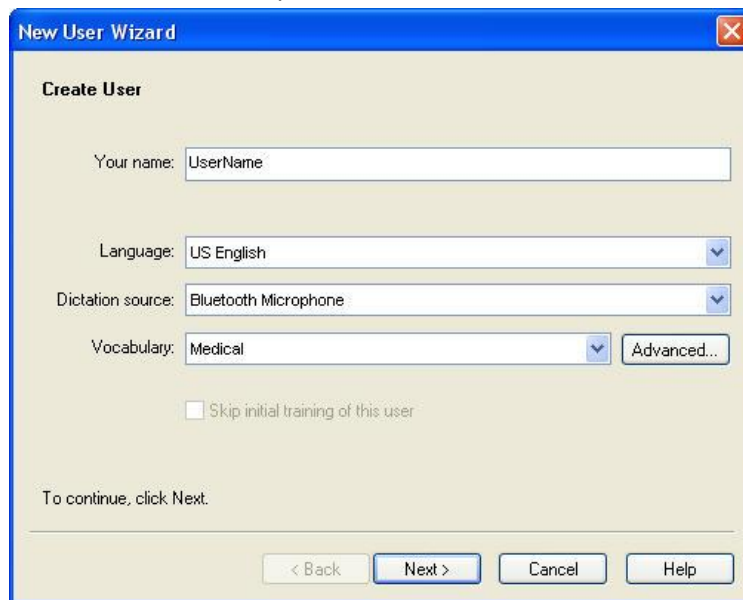 New User Wizard
Create User
Your name: UserName
Language: US English
Dictation source: Bluetooth Microphone
Vocabulary: Medical Advanced...
Skip initial training of this user
To continue, click Next.
< Back Next > Cancel Help